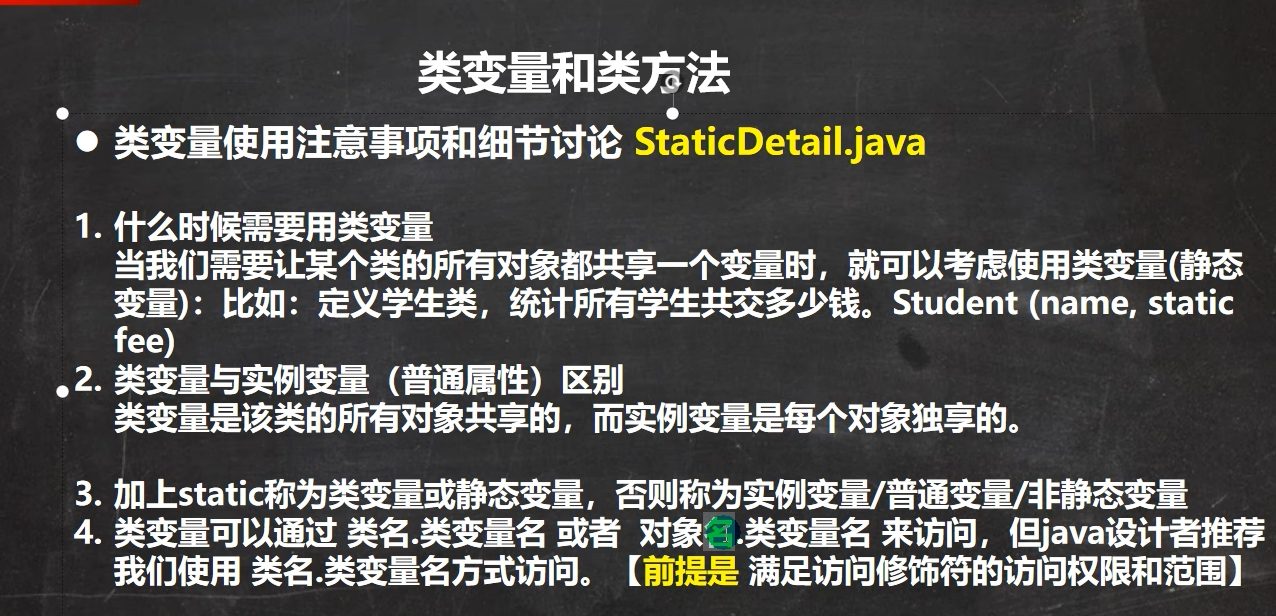 类变量和类方法
● 类变量使用注意事项和细节讨论 StaticDetail.java
1. 什么时候需要用类变量
当我们需要让某个类的所有对象都共享一个变量时，就可以考虑使用类变量(静态
变量)：比如：定义学生类，统计所有学生共交多少钱。Student (name, static
fee)
2. 类变量与实例变量（普通属性）区别
类变量是该类的所有对象共享的，而实例变量是每个对象独享的。
3. 加上static称为类变量或静态变量，否则称为实例变量/普通变量/非静态变量
4. 类变量可以通过 类名.类变量名 或者 对象名.类变量名 来访问，但java设计者推荐
我们使用 类名.类变量名方式访问。【前提是 满足访问修饰符的访问权限和范围】